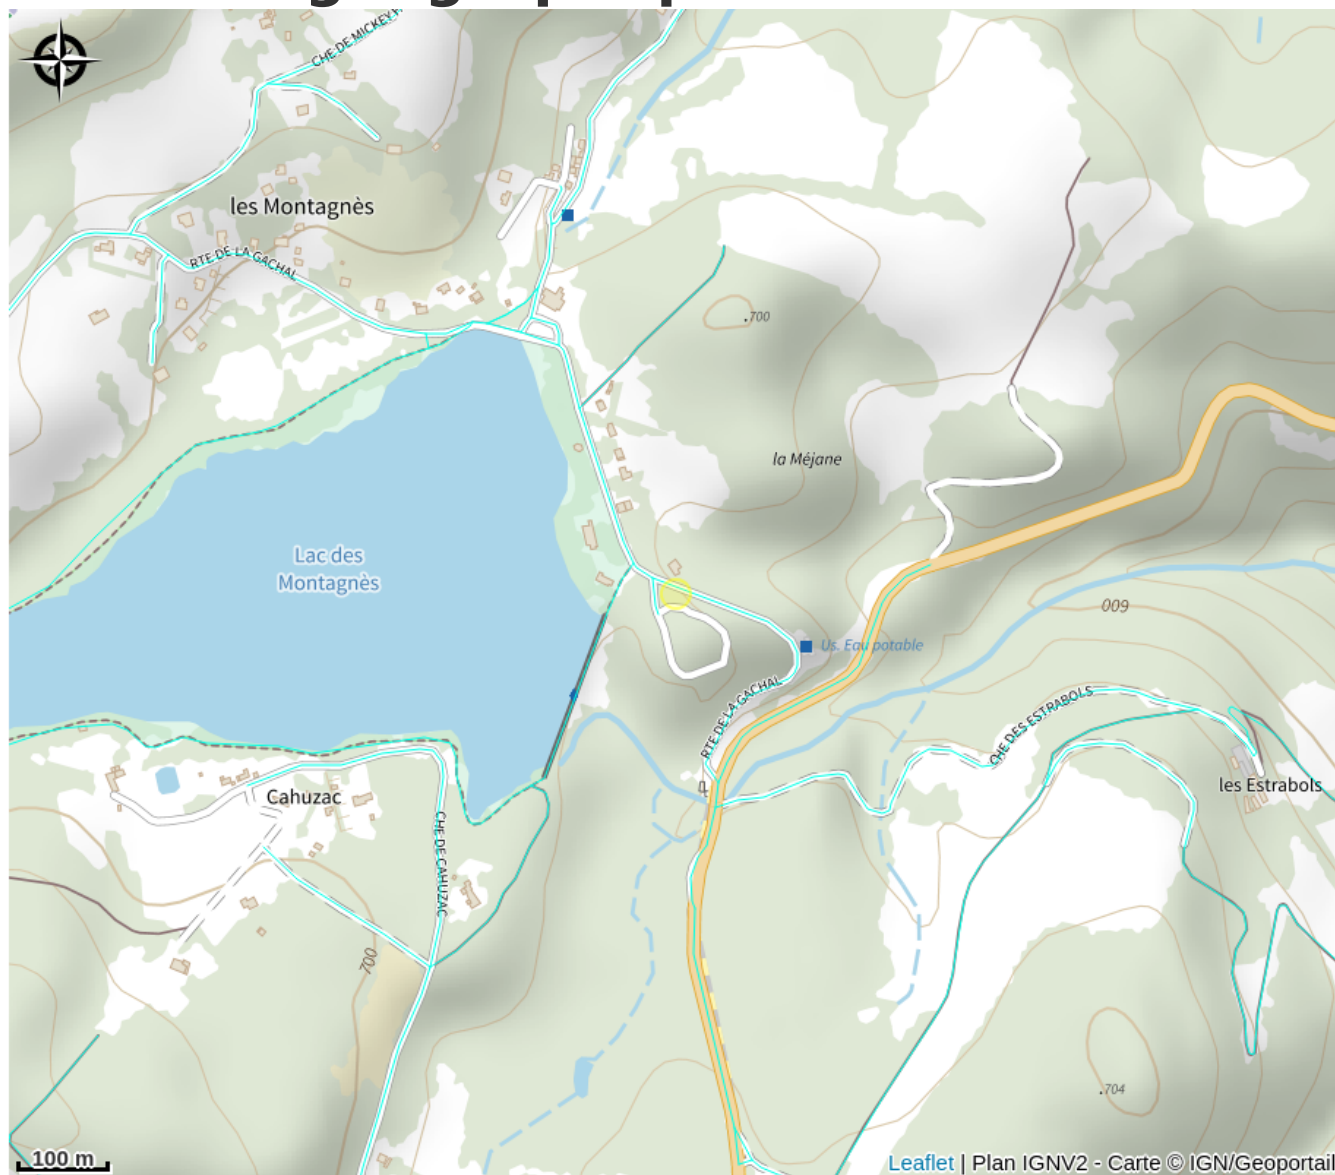 CHE DE MICKEY
les Montagnès
RTE DE LA GACHAL
.700
la Méjane
Lac des
Montagnès
009
Us. Eau potable
RTE DE LA GACHAL
CHE DES ESTRABOLS
les Estrabols
Cahuzac
CHE DE CAHUZAC
700
.704
100 m
Leaflet | Plan IGNV2 - Carte © IGN/Geoportail